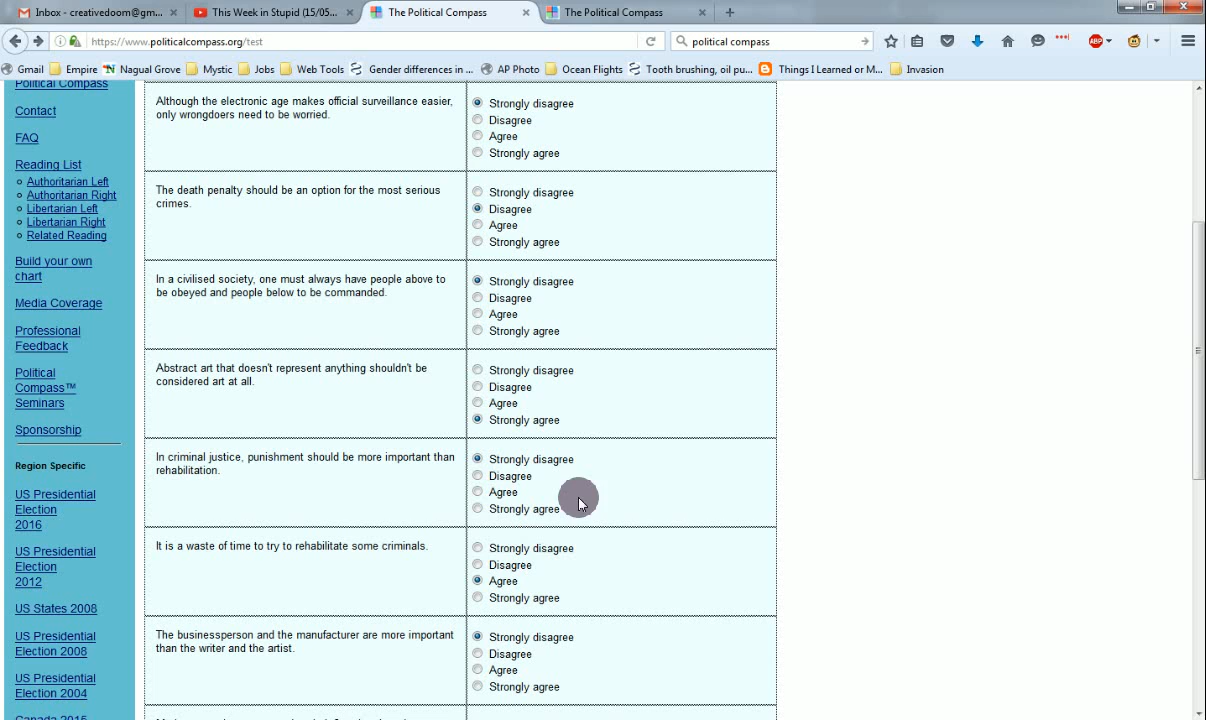 Inbox - creativedoom@gm...
This Week in Stupid (15/05...
The Political Compass
The Political Compass
https://www.politicalcompass.org/test
political compass
ABP
Gmail
Empire
Nagual Grove
Mystic
Jobs
Web Tools
Gender differences in ...
AP Photo
Ocean Flights
Tooth brushing, oil pu...
Things I Learned or M...
Invasion
Political Compass
Contact
FAQ
Reading List
Authoritarian Left
Authoritarian Right
Libertarian Left
Libertarian Right
Related Reading
Build your own
chart
Media Coverage
Professional
Feedback
Political
Compass™
Seminars
Sponsorship
Region Specific
US Presidential
Election
2016
US Presidential
Election
2012
US States 2008
US Presidential
Election 2008
US Presidential
Election 2004
Canada 2015
Although the electronic age makes official surveillance easier,
only wrongdoers need to be worried.
Strongly disagree
Disagree
Agree
Strongly agree
The death penalty should be an option for the most serious
crimes.
Strongly disagree
Disagree
Agree
Strongly agree
In a civilised society, one must always have people above to
be obeyed and people below to be commanded.
Strongly disagree
Disagree
Agree
Strongly agree
Abstract art that doesn't represent anything shouldn't be
considered art at all.
Strongly disagree
Disagree
Agree
Strongly agree
In criminal justice, punishment should be more important than
rehabilitation.
Strongly disagree
Disagree
Agree
Strongly agree
It is a waste of time to try to rehabilitate some criminals.
Strongly disagree
Disagree
Agree
Strongly agree
The businessperson and the manufacturer are more important
than the writer and the artist.
Strongly disagree
Disagree
Agree
Strongly agree